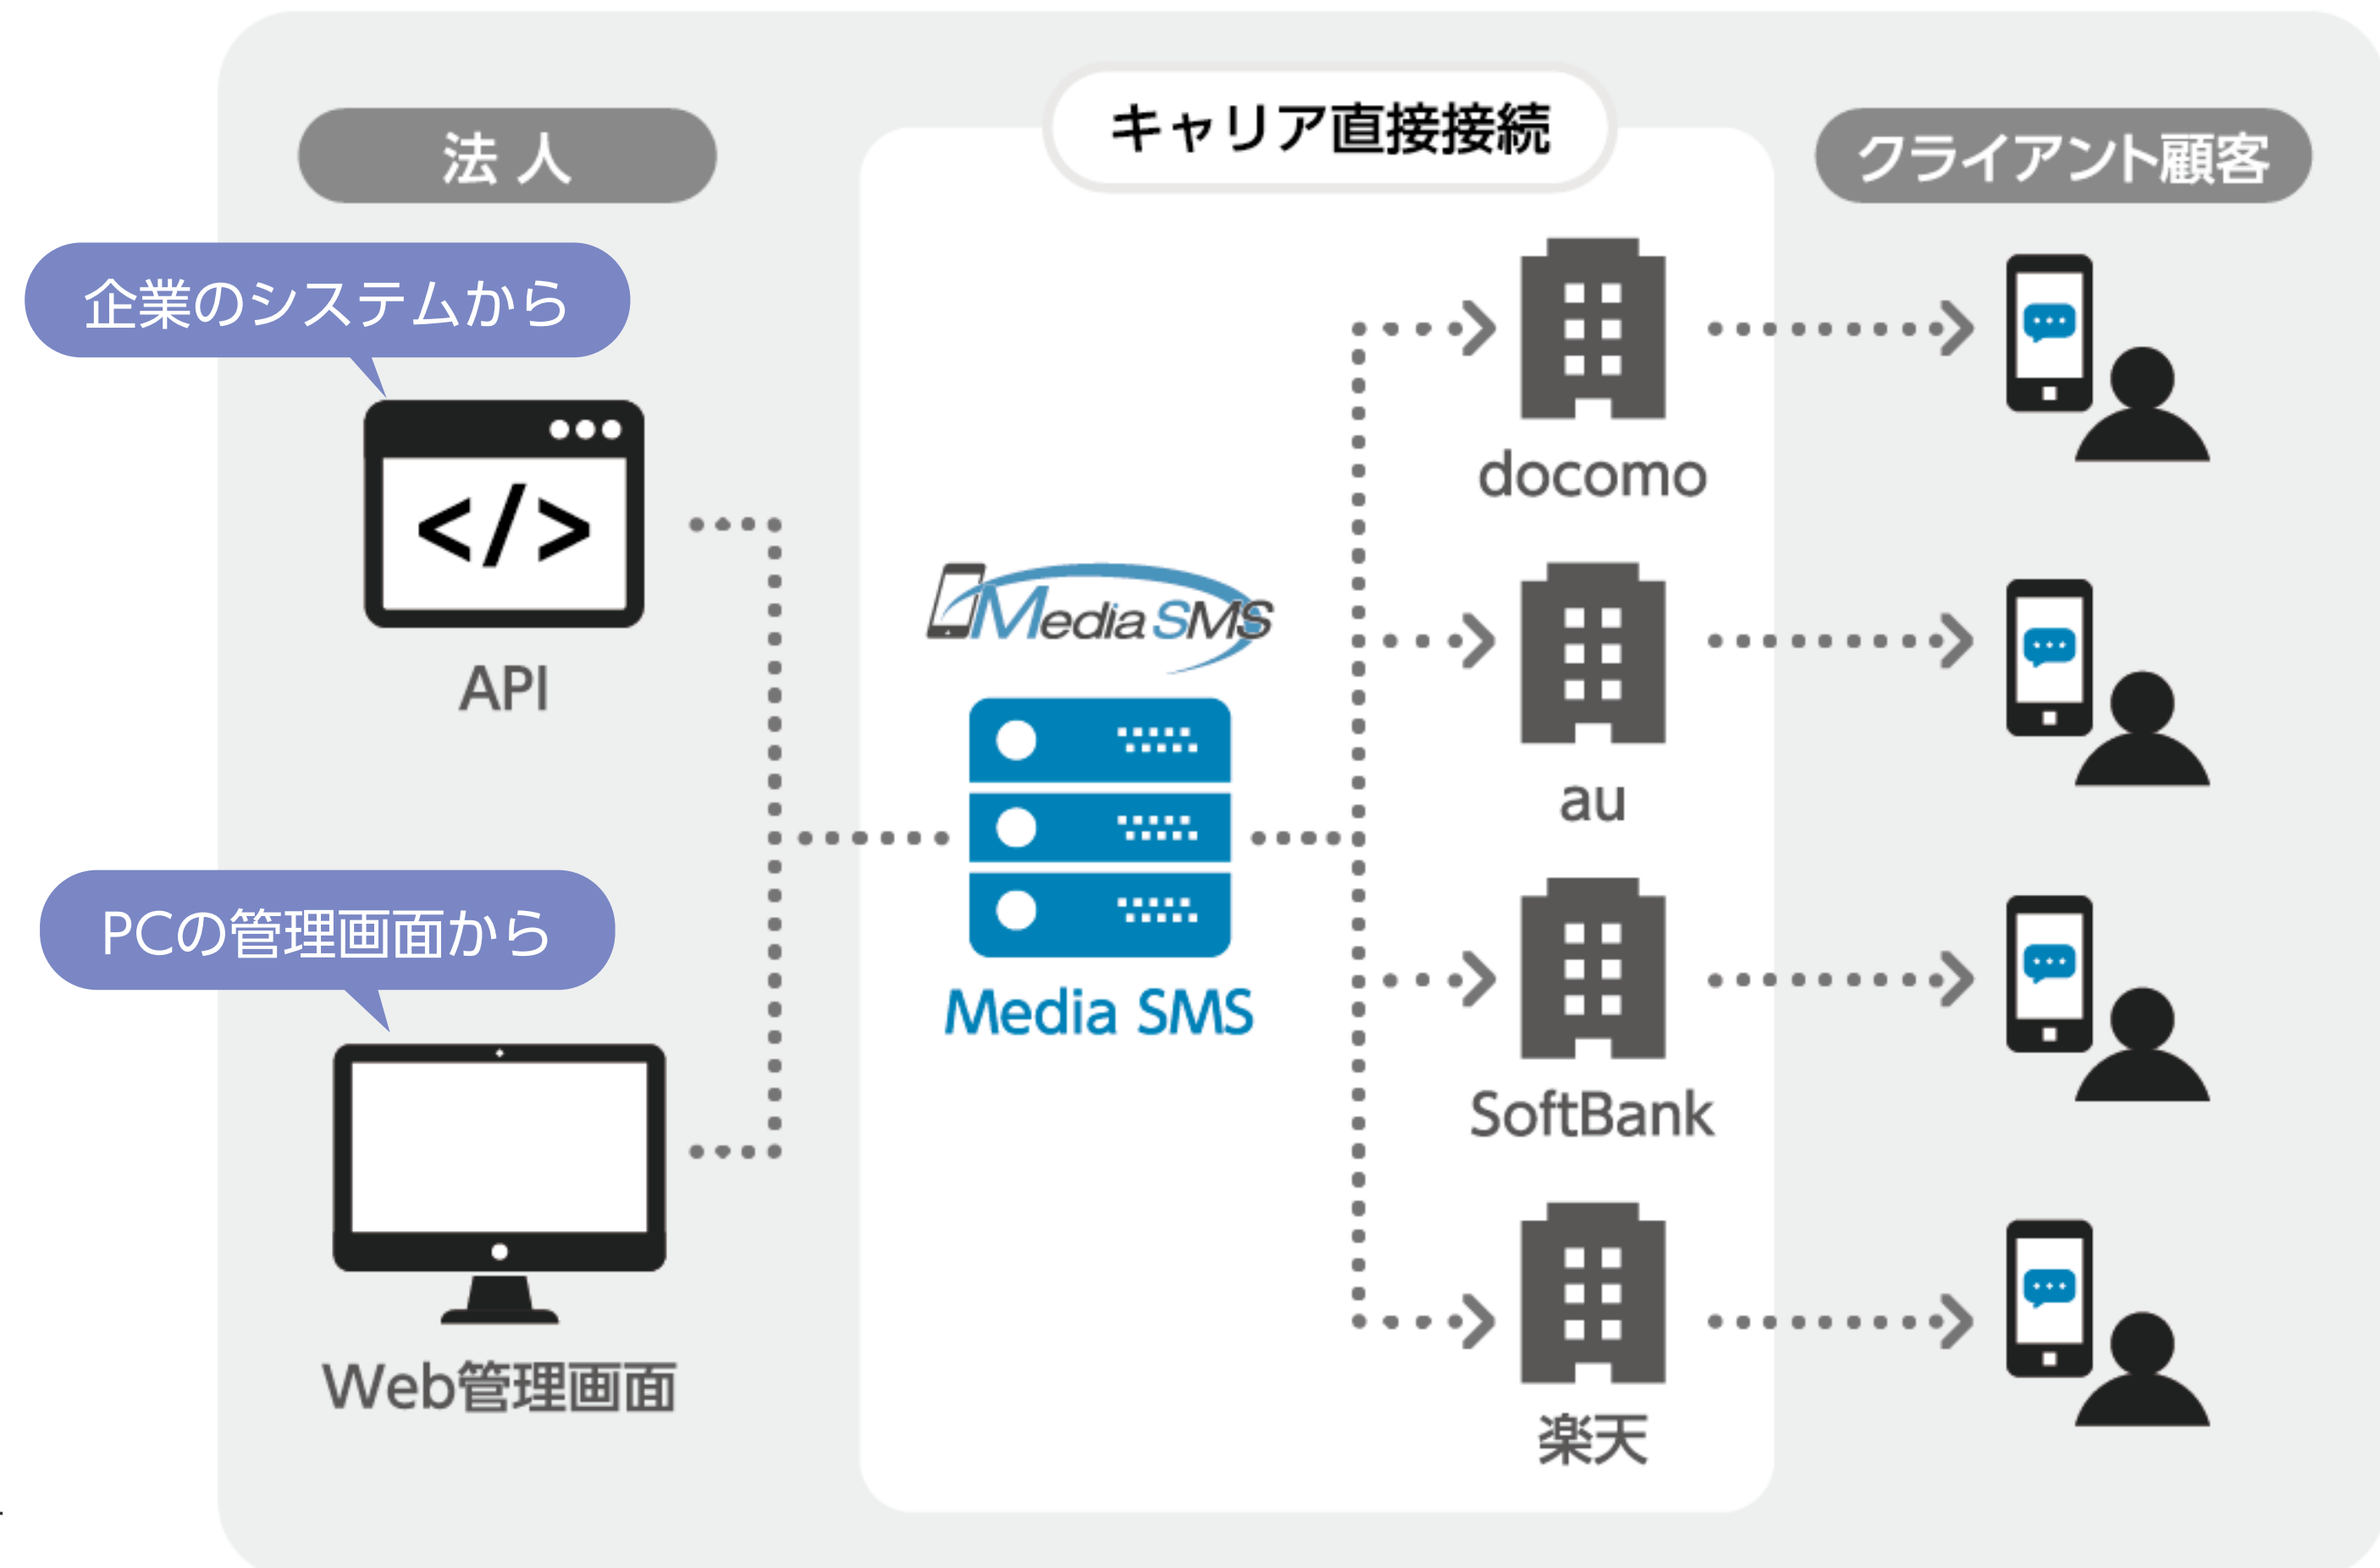 法人
キャリア直接接続
クライアント顧客
企業のシステムから
</>
API
PCの管理画面から
Web管理画面
Media SMS
Media SMS
docomo
au
SoftBank
楽天